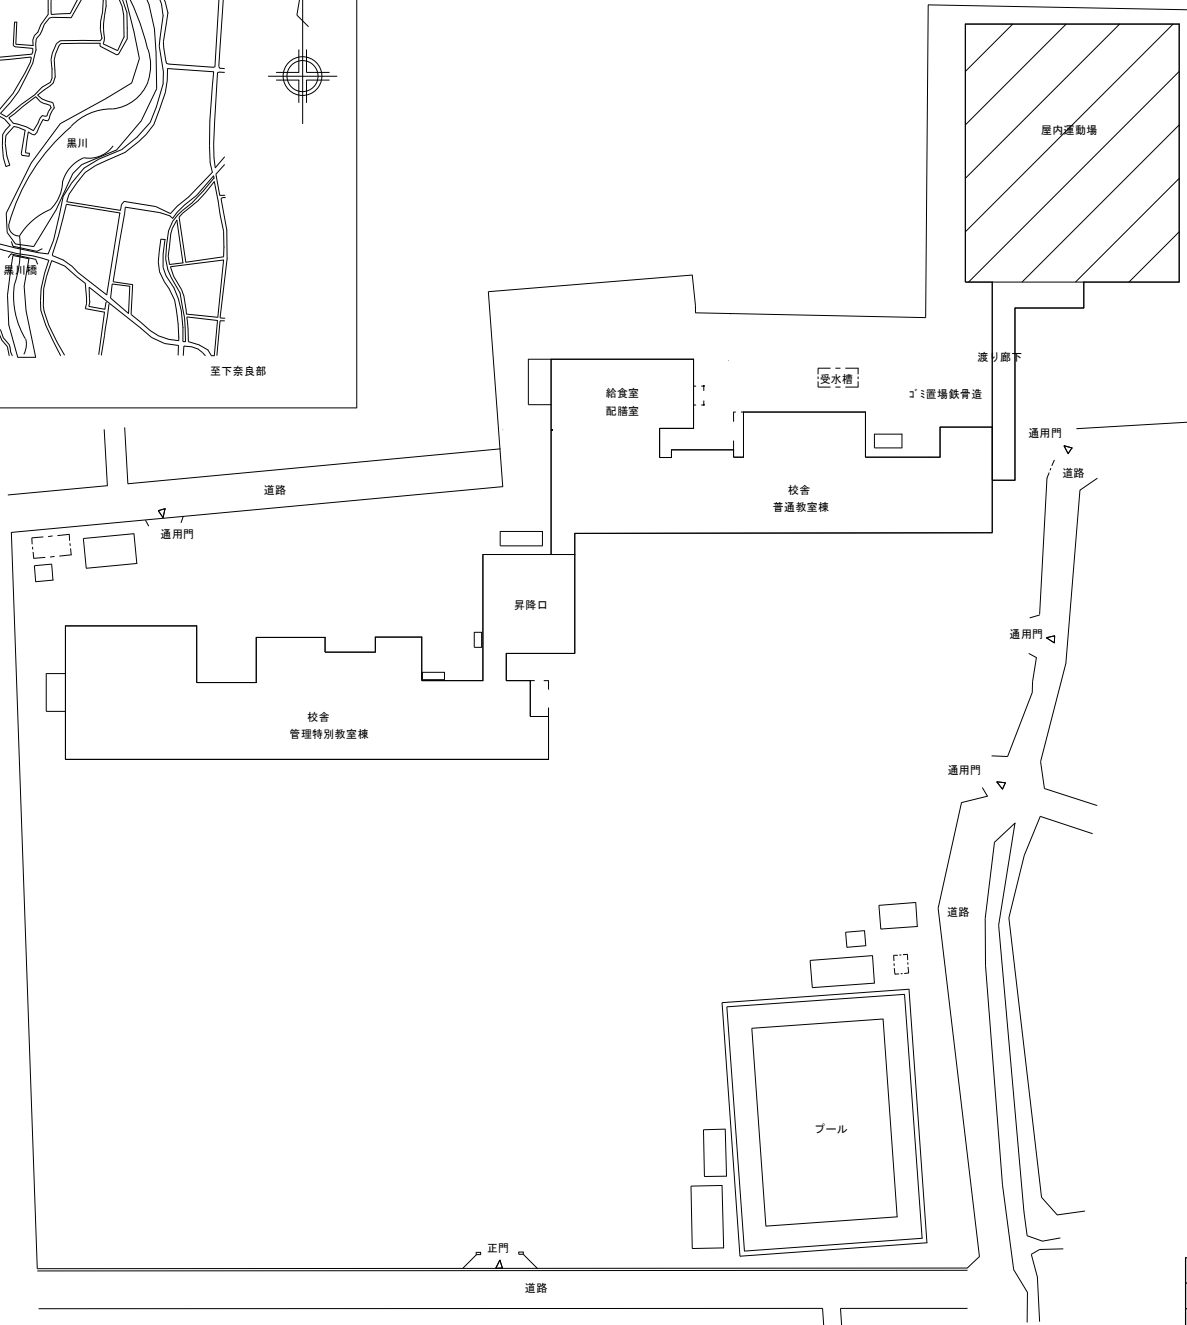 屋内運動場
黒川
黒川橋
至下奈良部
渡り廊下
受水槽
給食室
配膳室
ゴミ置場鉄骨造
通用門
道路
道路
校舎
普通教室棟
通用門
昇降口
通用門
校舎
管理特別教室棟
通用門
道路
プール
正門
道路